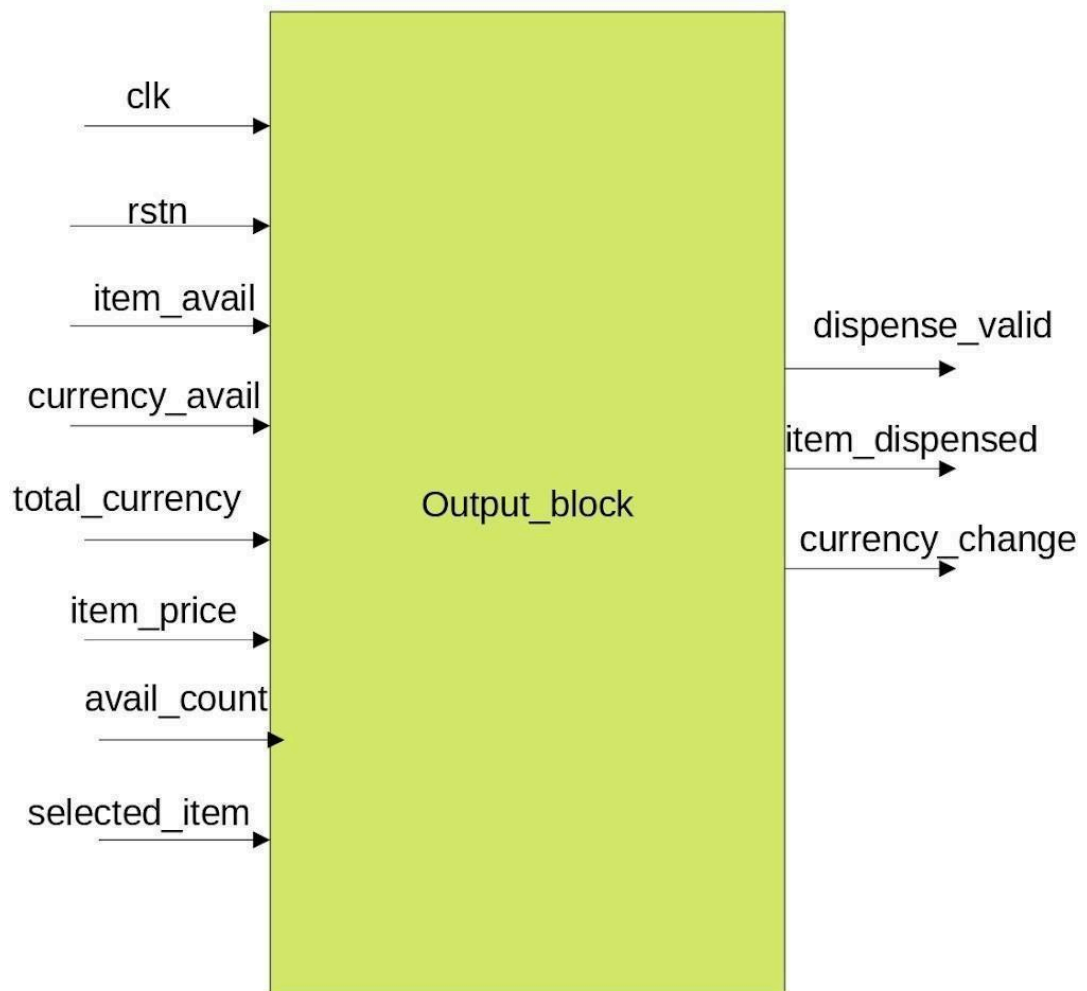 clk
rstn
item_avail
currency_avail
total_currency
item_price
avail_count
selected_item
Output_block
dispense_valid
item_dispensed
currency_change